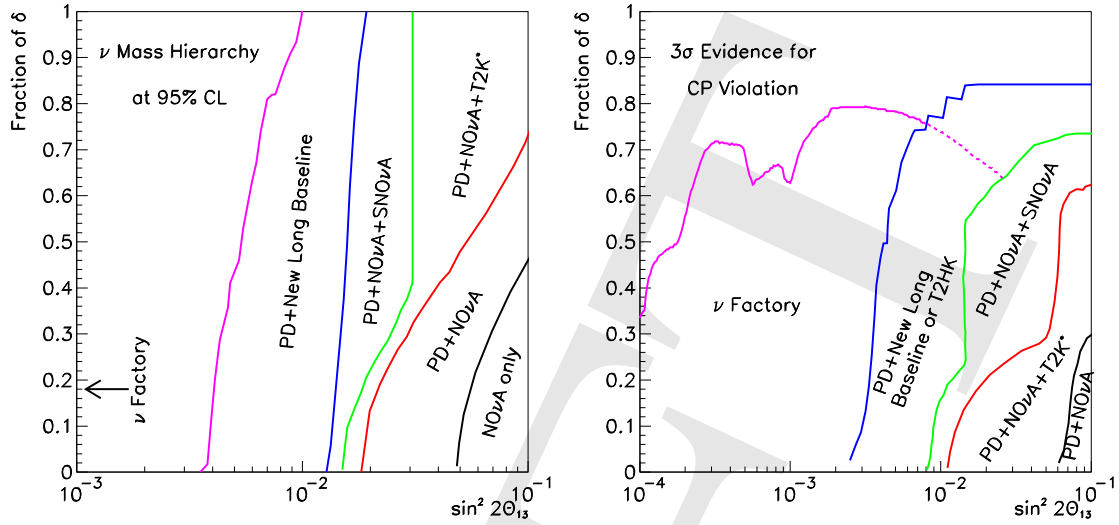 Fraction of δ
1
0.9
0.8
0.7
0.6
0.5
0.4
0.3
0.2
0.1
0
ν Mass Hierarchy
at 95% CL
ν Factory
PD+New Long Baseline
PD+NOνA+SNOνA
PD+NOνA+T2K*
PD+NOνA
NOνA only
10⁻³
10⁻²
10⁻¹
sin² 2Θ₁₃
Fraction of δ
1
0.9
0.8
0.7
0.6
0.5
0.4
0.3
0.2
0.1
0
3σ Evidence for
CP Violation
ν Factory
PD+New Long
Baseline or T2HK
PD+NOνA+SNOνA
PD+NOνA+T2K*
PD+NOνA
10⁻⁴
10⁻³
10⁻²
10⁻¹
sin² 2Θ₁₃